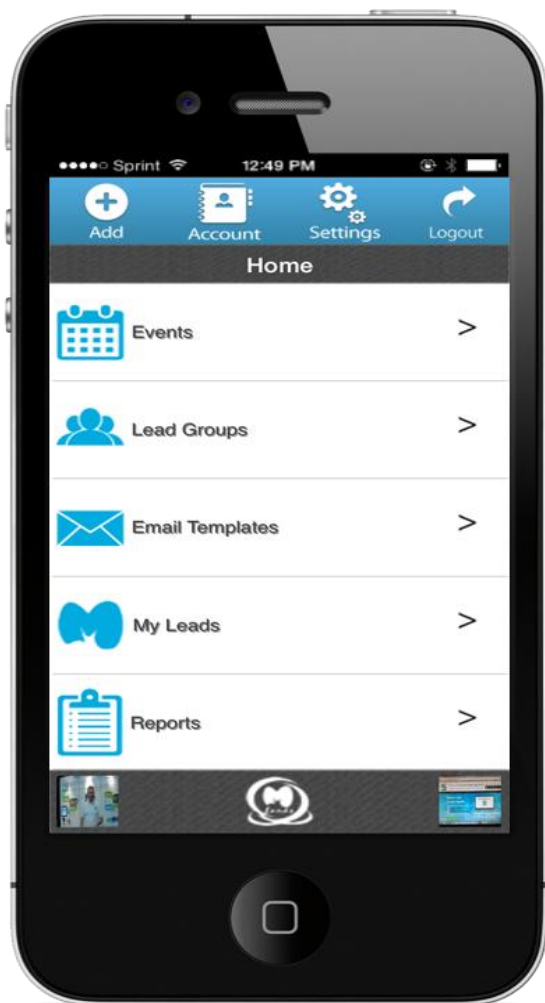 Sprint 12:49 PM
Add Account Settings Logout
Home
Events >
Lead Groups >
Email Templates >
My Leads >
Reports >